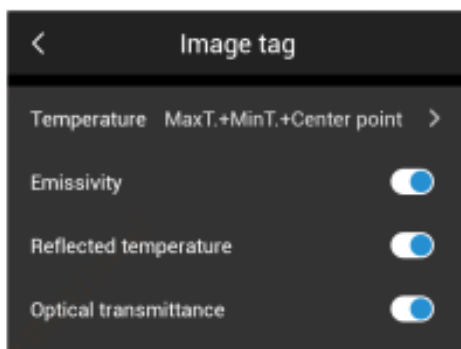 Image tag
Temperature MaxT.+MinT.+Center point
Emissivity
Reflected temperature
Optical transmittance